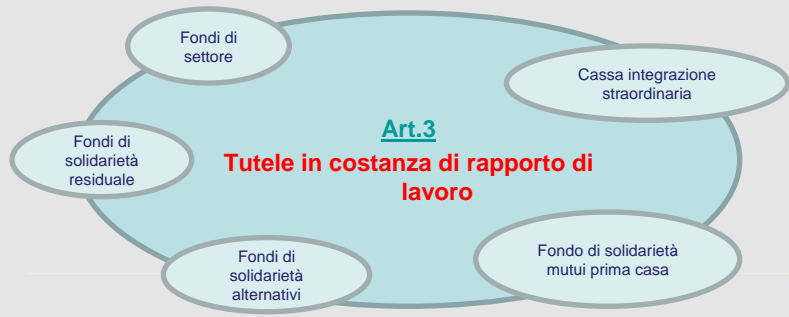 Fondi di
settore
Cassa integrazione
straordinaria
Art.3
Tutele in costanza di rapporto di
lavoro
Fondi di
solidarietà
residuale
Fondi di
solidarietà
alternativi
Fondo di solidarietà
mutui prima casa